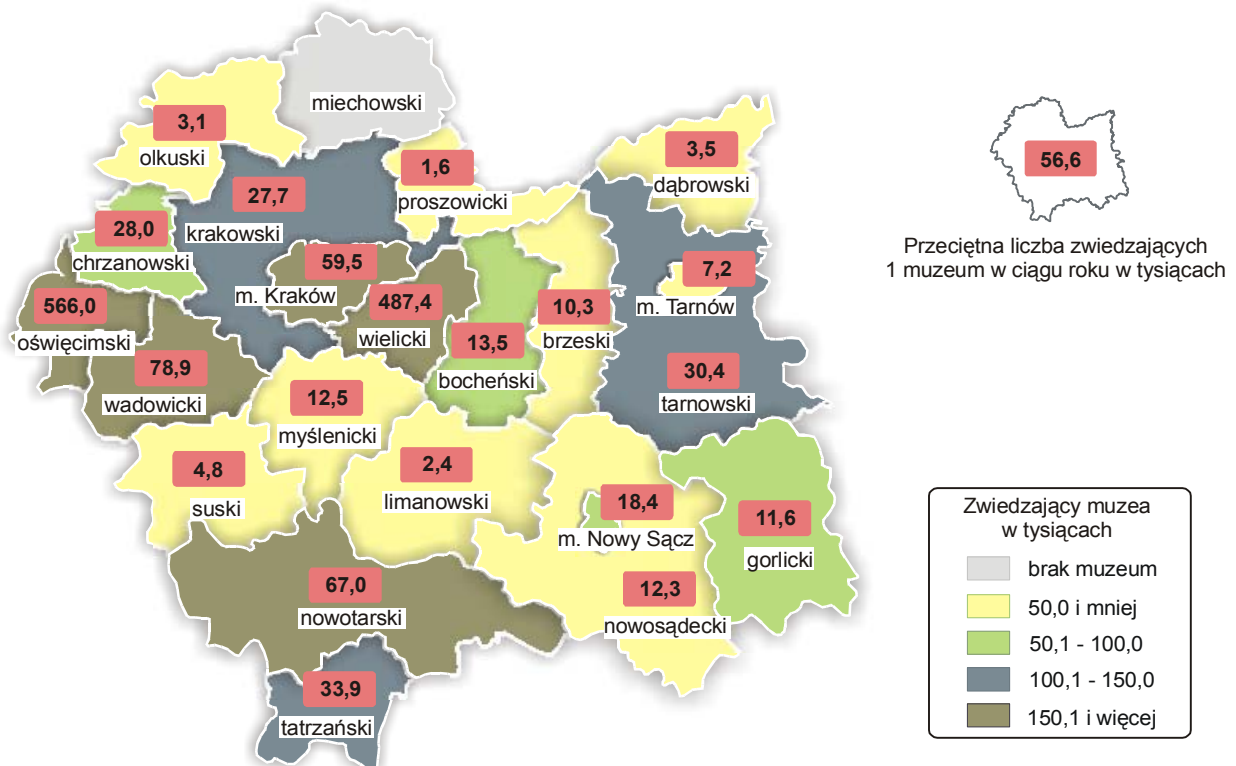 miechowski
3,1
olkuski
27,7
krakowski
1,6
proszowicki
3,5
dąbrowski
28,0
chrzanowski
59,5
m. Kraków
7,2
m. Tarnów
566,0
oświęcimski
487,4
wielicki
10,3
brzeski
13,5
bocheński
78,9
wadowicki
30,4
tarnowski
12,5
myślenicki
4,8
suski
2,4
limanowski
18,4
m. Nowy Sącz
11,6
gorlicki
67,0
nowotarski
12,3
nowosądecki
33,9
tatrzański
56,6
Przeciętna liczba zwiedzających
1 muzeum w ciągu roku w tysiącach
Zwiedzający muzea
w tysiącach
brak muzeum
50,0 i mniej
50,1 - 100,0
100,1 - 150,0
150,1 i więcej